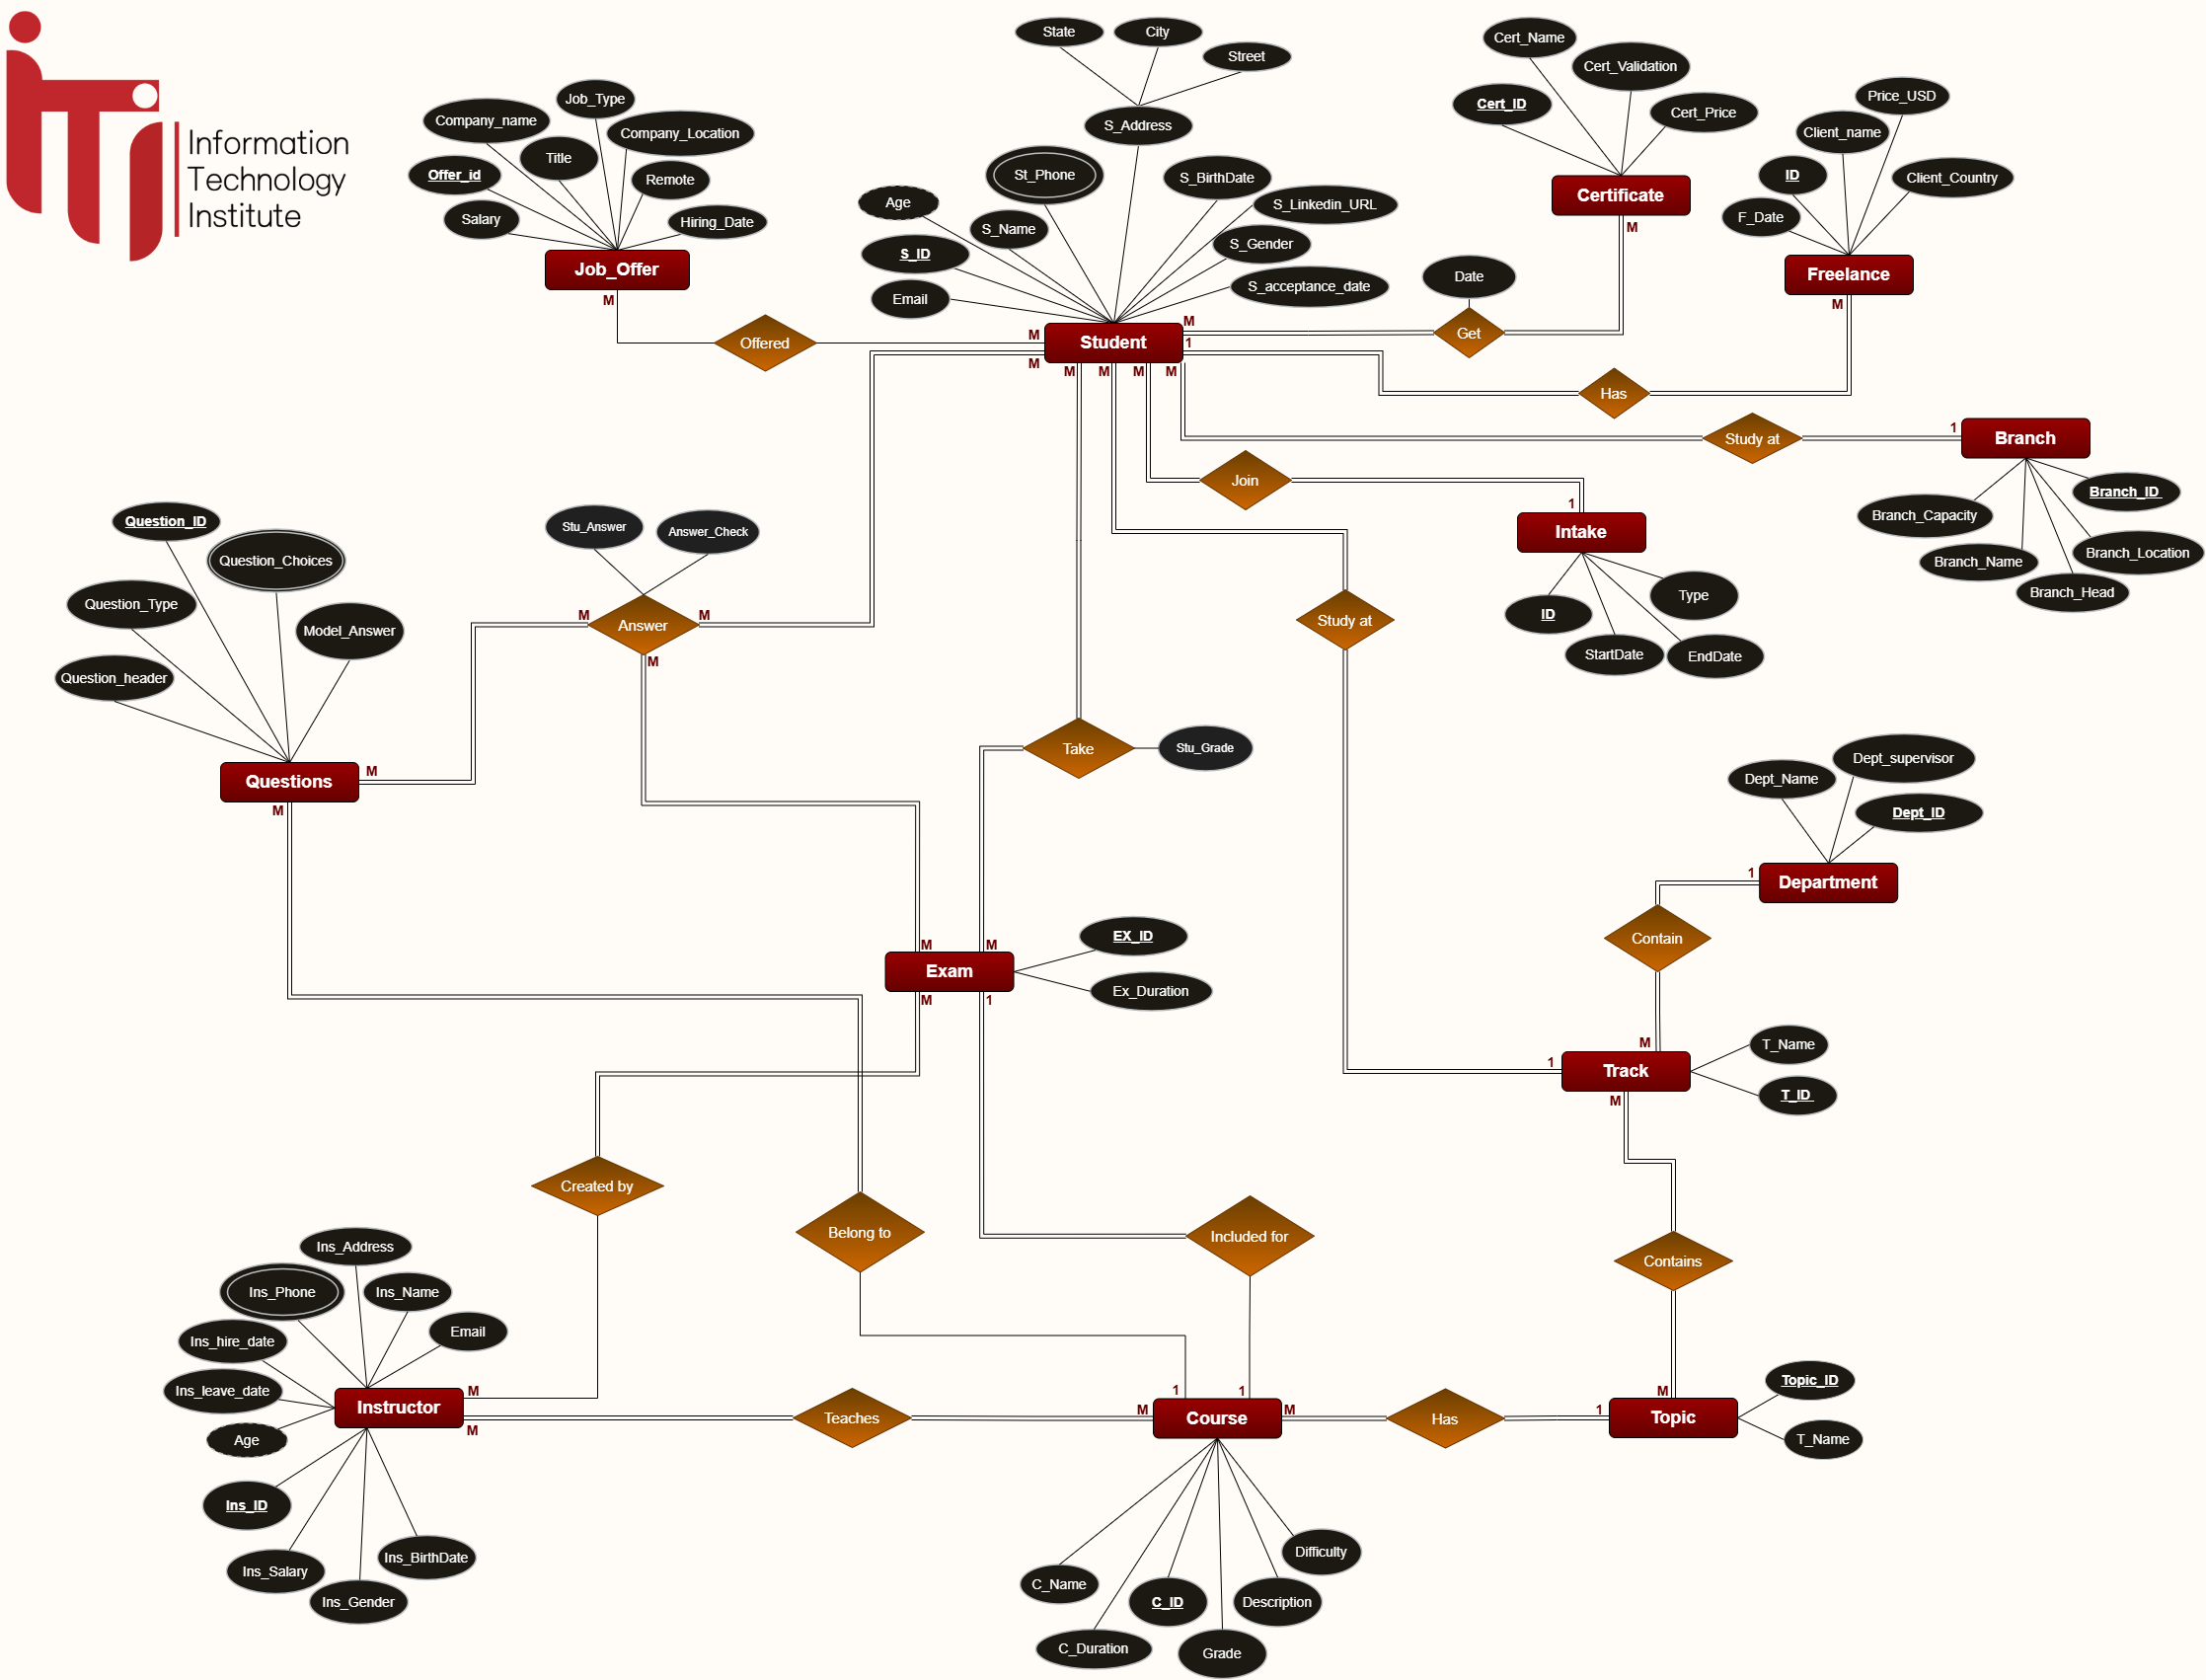 Information
Technology
Institute
State
City
Street
S_Address
St_Phone
Age
S_Name
S_ID
Email
S_BirthDate
S_Linkedin_URL
S_Gender
S_acceptance_date
Student
Job_Type
Company_name
Company_Location
Title
Offer_id
Remote
Salary
Hiring_Date
Job_Offer
M
Offered
M
Cert_Name
Cert_Validation
Cert_ID
Cert_Price
Certificate
M
Date
Get
M
Price_USD
Client_name
ID
Client_Country
F_Date
Freelance
M
Has
1
M
M
M
M
M
Study at
1
Branch
Branch_ID
Branch_Capacity
Branch_Location
Branch_Name
Branch_Head
Join
1
Intake
Type
ID
StartDate
EndDate
Question_ID
Question_Choices
Question_Type
Model_Answer
Question_header
Questions
M
M
Stu_Answer
Answer_Check
M
Answer
M
M
Study at
Take
Stu_Grade
Dept_supervisor
Dept_Name
Dept_ID
Department
1
Contain
M
M
M
Exam
EX_ID
Ex_Duration
M
1
1
Track
T_Name
T_ID
M
Created by
Belong to
Included for
Contains
Ins_Address
Ins_Phone
Ins_Name
Email
Ins_hire_date
Ins_leave_date
Age
Instructor
M
M
Ins_ID
Ins_Salary
Ins_Gender
Ins_BirthDate
Teaches
M
1
1
Course
M
Has
1
M
Topic
Topic_ID
T_Name
Difficulty
C_Name
C_ID
Description
C_Duration
Grade